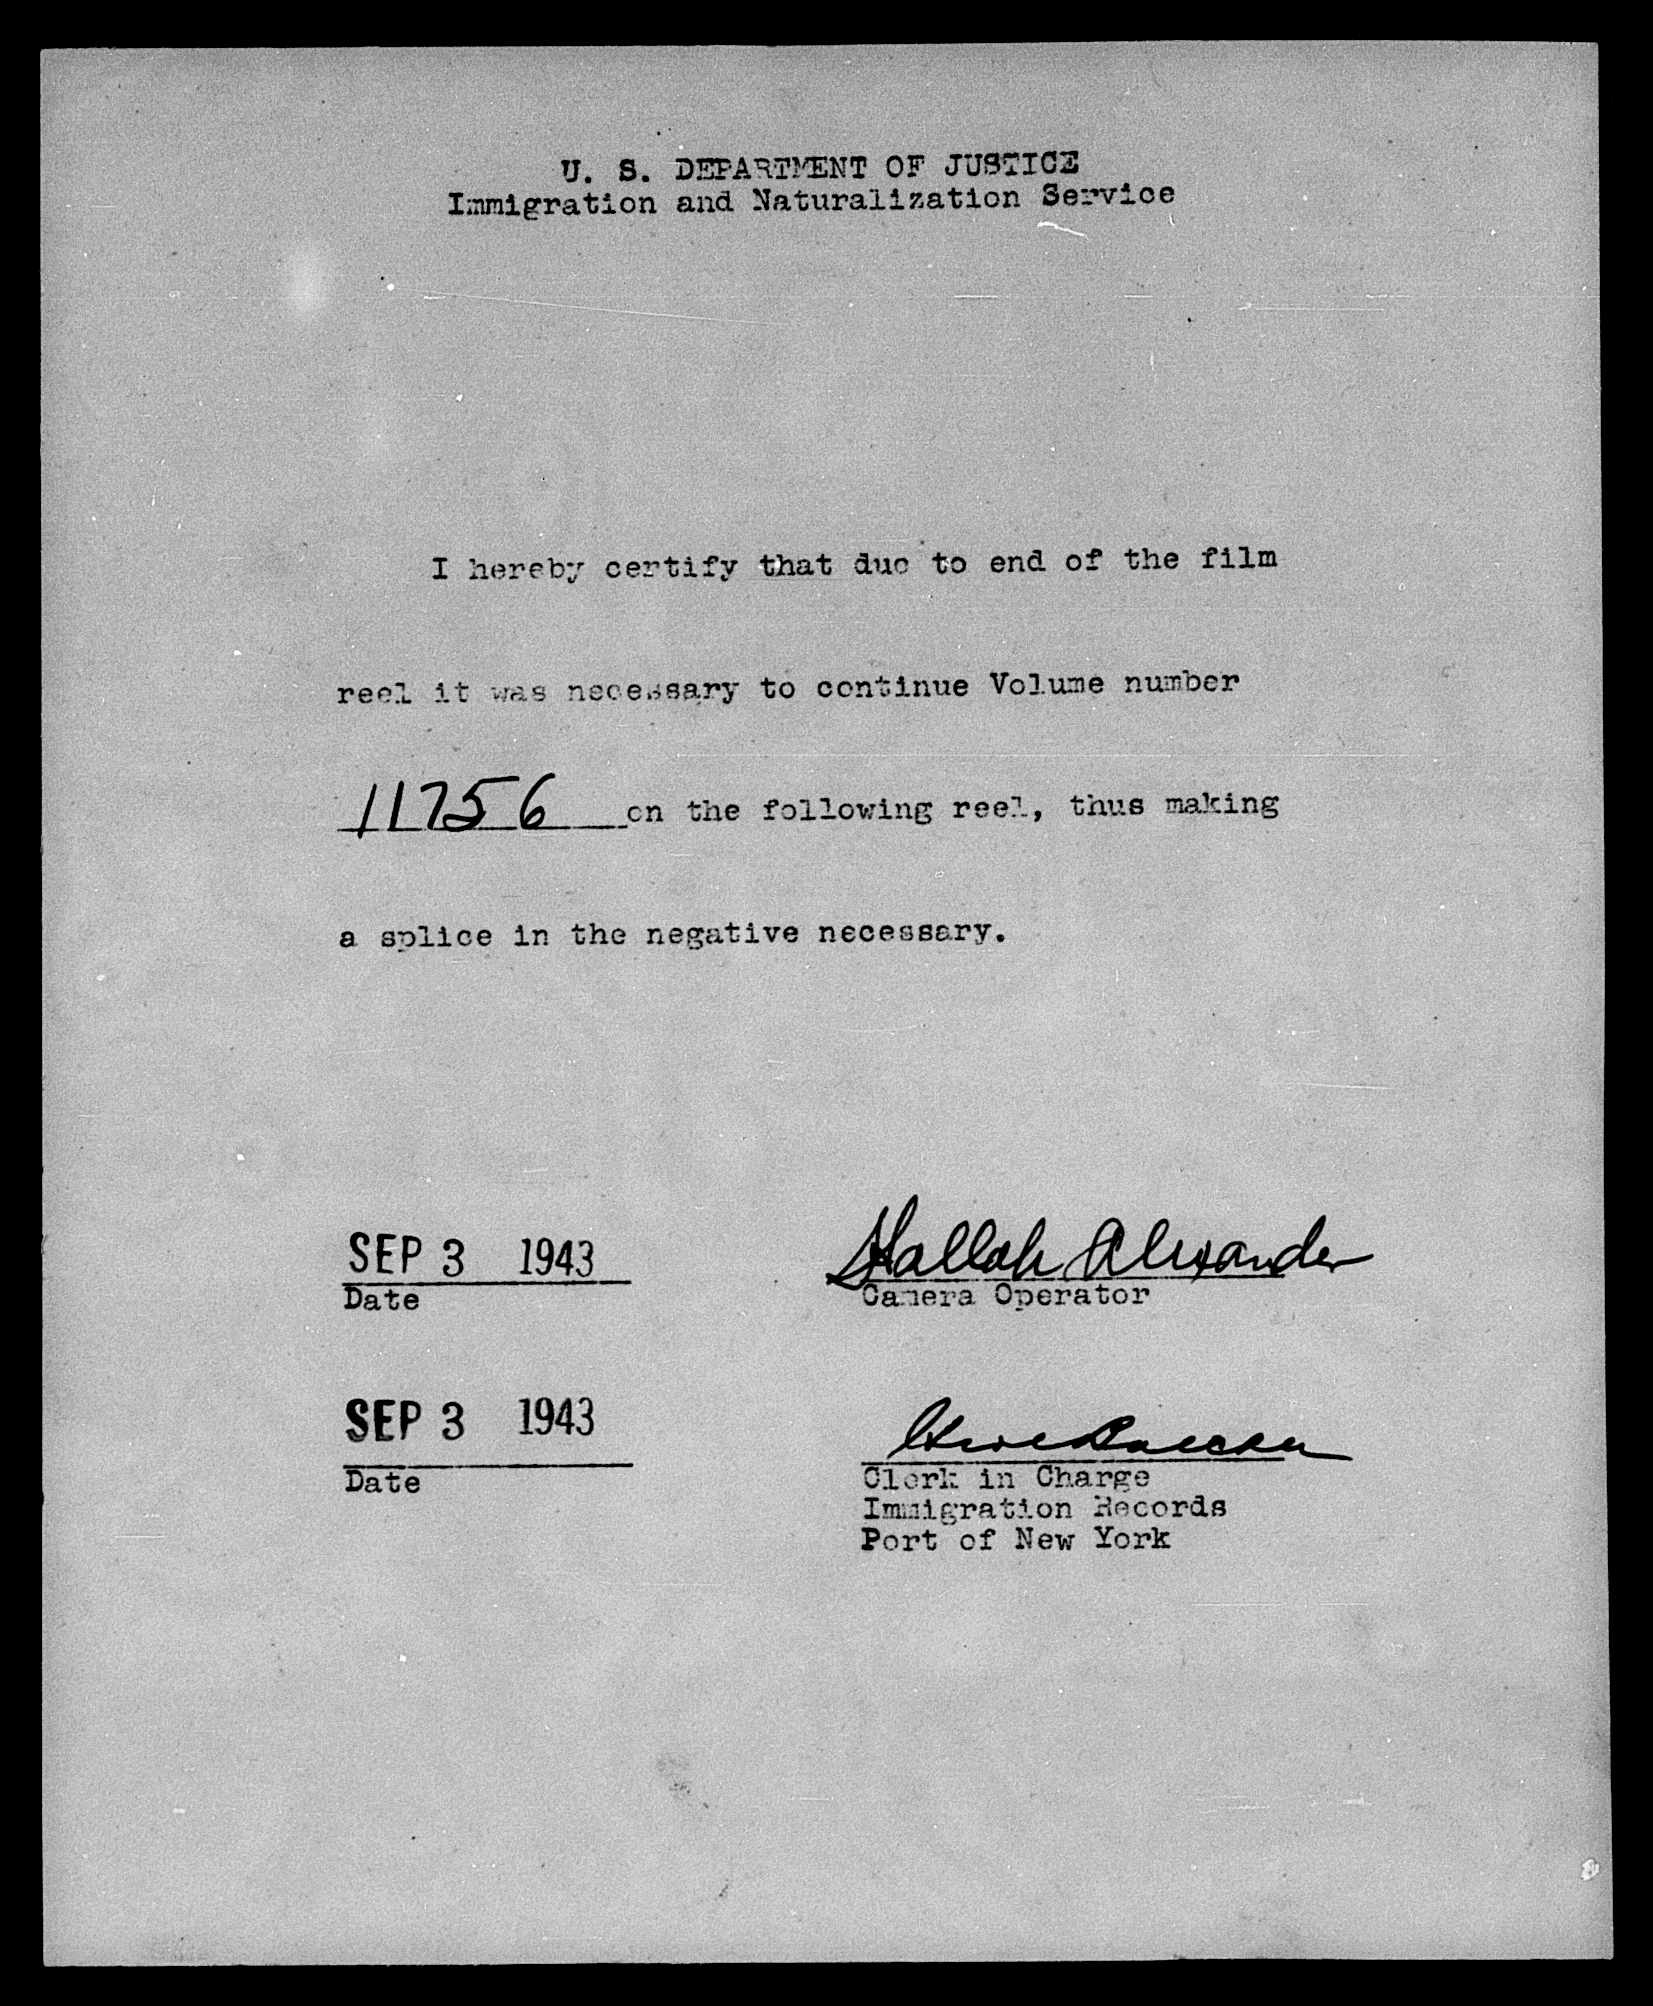 U. S. DEPARTMENT OF JUSTICE
Immigration and Naturalization Service
I hereby certify that due to end of the film
reel it was necessary to continue Volume number
11756 on the following reel, thus making
a splice in the negative necessary.
SEP 3 1943
Date
Alexander
Camera Operator
SEP 3 1943
Date
Clerk in Charge
Immigration Records
Port of New York